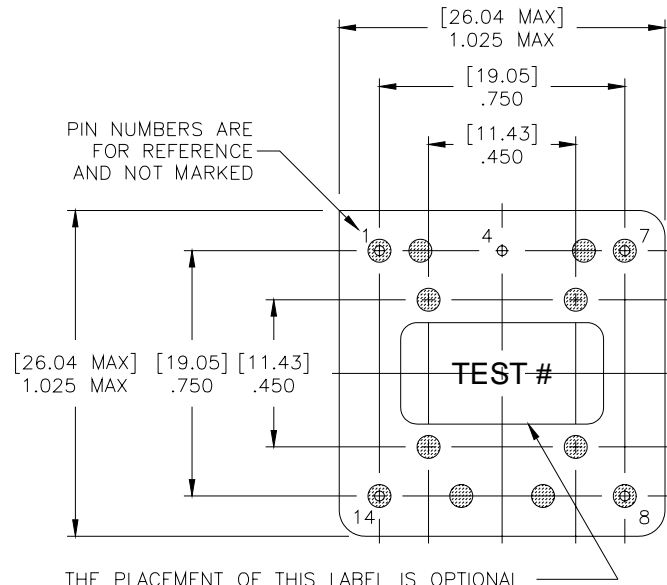 [26.04 MAX]
1.025 MAX
[19.05]
.750
[11.43]
.450
PIN NUMBERS ARE
FOR REFERENCE
AND NOT MARKED
1
4
7
[26.04 MAX] [19.05] [11.43]
1.025 MAX .750 .450
TEST #
14
8
THE PLACEMENT OF THIS LABEL IS OPTIONAL